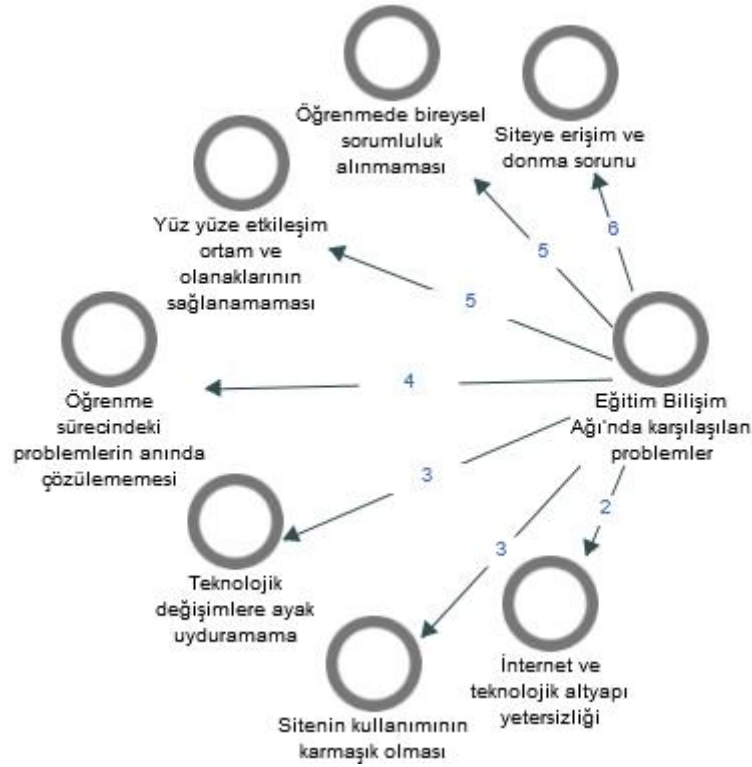 Öğrenmede bireysel
sorumluluk
alınmaması
Siteye erişim ve
donma sorunu
Yüz yüze etkileşim
ortam ve
olanaklarının
sağlanamaması
6
5
5
Öğrenme
sürecindeki
problemlerin anında
çözülememesi
4
Eğitim Bilişim
Ağı'nda karşılaşılan
problemler
3
2
3
Teknolojik
değişimlere ayak
uyduramama
İnternet ve
teknolojik altyapı
yetersizliği
Sitenin kullanımının
karmaşık olması